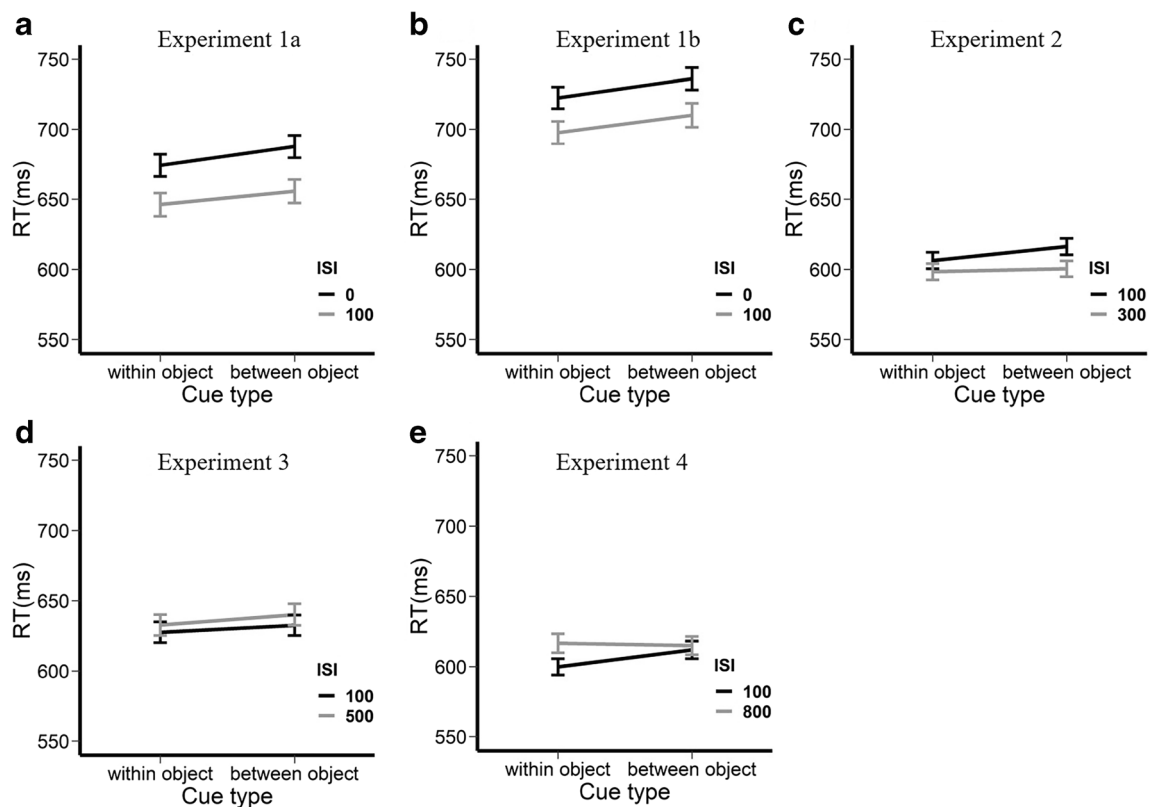 a
Experiment 1a
750
700
650
600
550
RT(ms)
ISI
0
100
within object between object
Cue type
b
Experiment 1b
750
700
650
600
550
RT(ms)
ISI
0
100
within object between object
Cue type
c
Experiment 2
750
700
650
600
550
RT(ms)
ISI
100
300
within object between object
Cue type
d
Experiment 3
750
700
650
600
550
RT(ms)
ISI
100
500
within object between object
Cue type
e
Experiment 4
750
700
650
600
550
RT(ms)
ISI
100
800
within object between object
Cue type